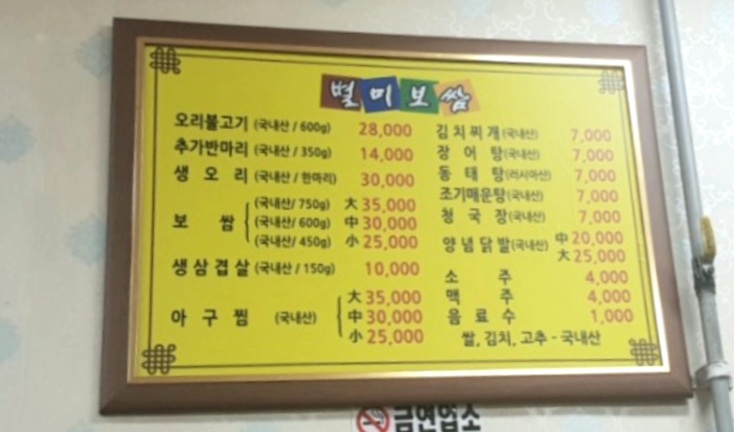 별미보쌈
오리불고기 (국내산 / 600g) 28,000
추가반마리 (국내산 / 350g) 14,000
생 오 리 (국내산 / 한마리) 30,000
보 쌈
(국내산/ 750g) 大 35,000
(국내산/ 600g) 中 30,000
(국내산/ 450g) 小 25,000
생삼겹살 (국내산 / 150g) 10,000
아 구 찜 (국내산)
大 35,000
中 30,000
小 25,000
김치찌개(국내산) 7,000
장 어 탕(국내산) 7,000
동 태 탕(러시아산) 7,000
조기매운탕(국내산) 7,000
청 국 장(국내산) 7,000
양념닭발(국내산) 中 20,000
大 25,000
소 주 4,000
맥 주 4,000
음 료 수 1,000
쌀, 김치, 고추 - 국내산
금연업소